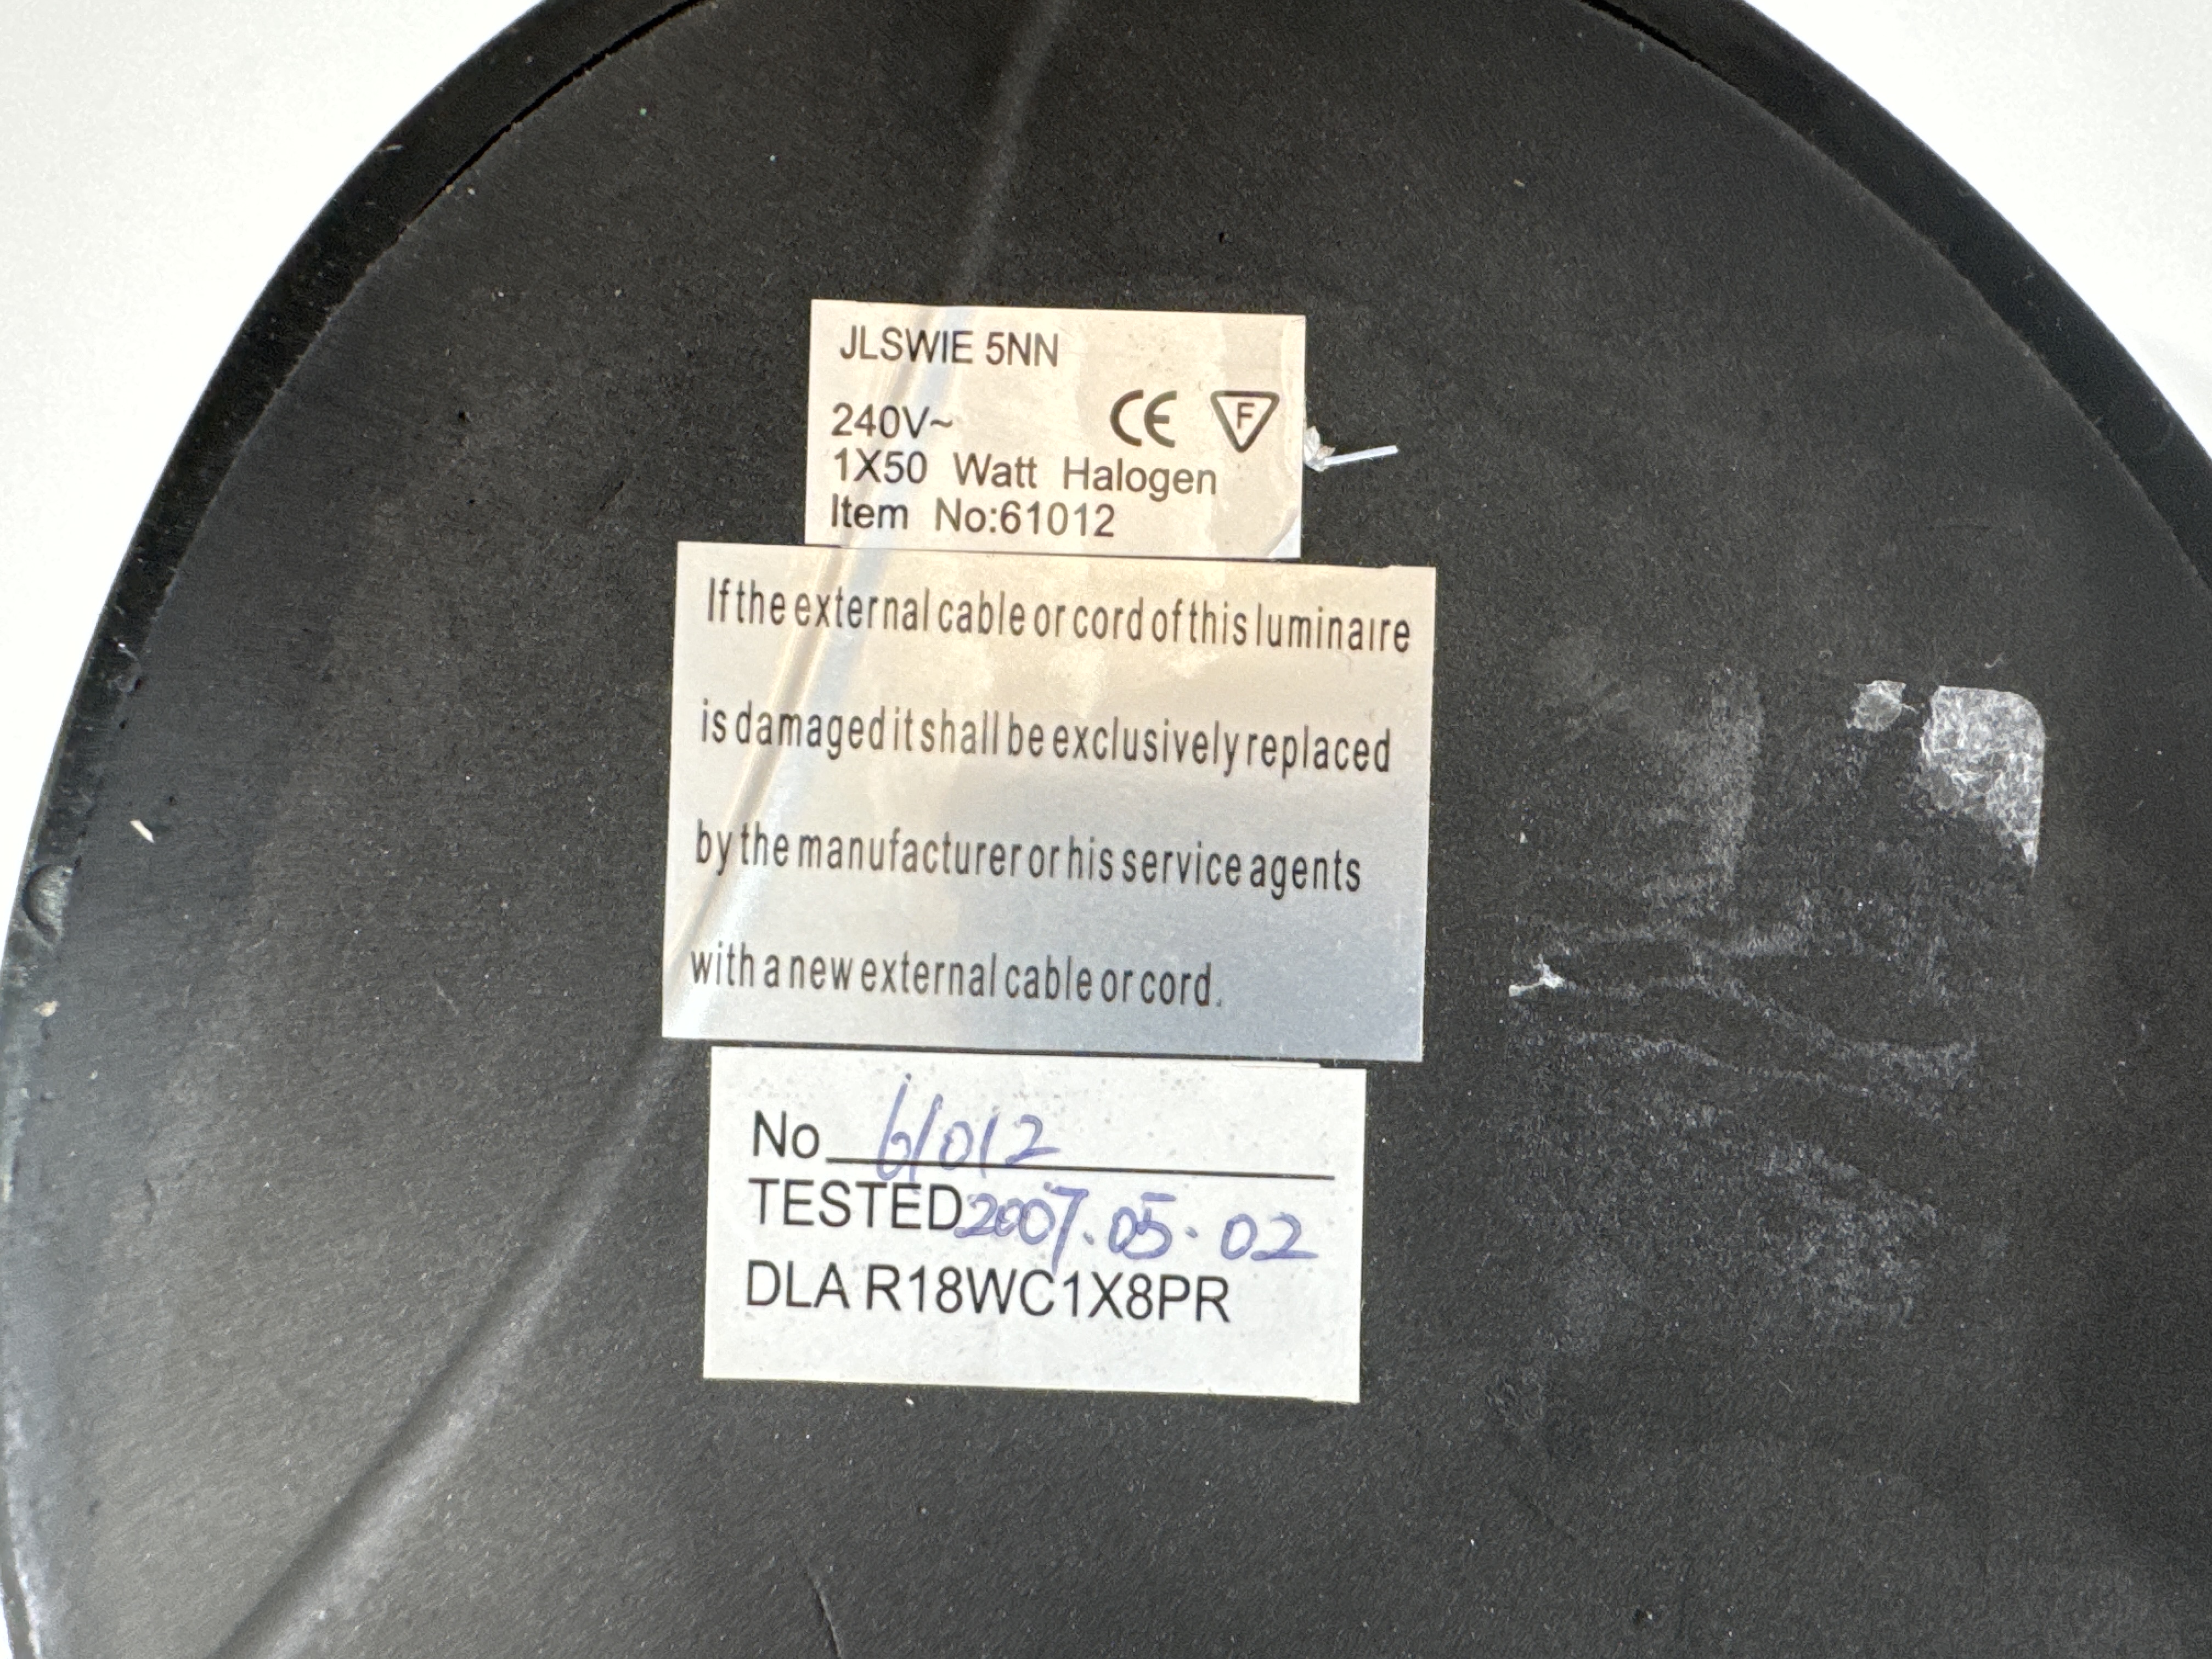 JLSWIE 5NN
240V~ CE F
1X50 Watt Halogen
Item No:61012
If the external cable or cord of this luminaire
is damaged it shall be exclusively replaced
by the manufacturer or his service agents
with a new external cable or cord.
No 61012
TESTED 2007.05.02
DLA R18WC1X8PR